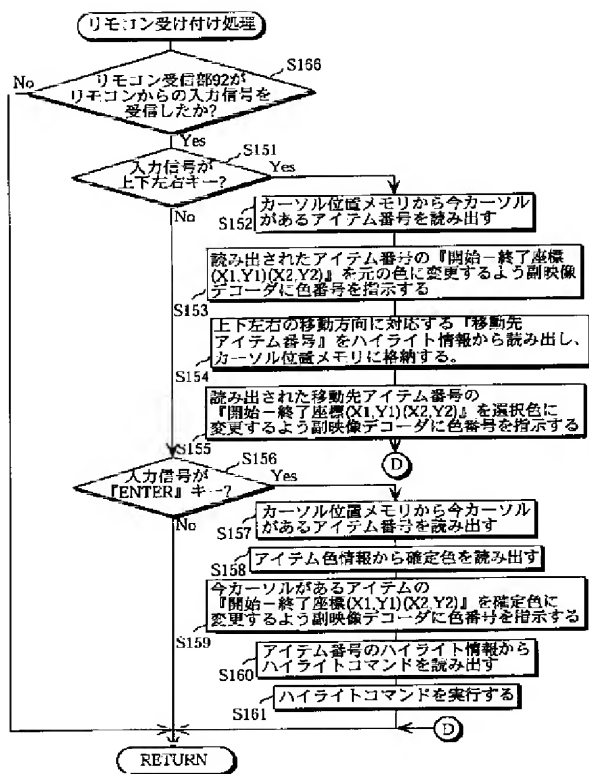 リモコン受け付け処理
S166
リモコン受信部92が
リモコンからの入力信号を
受信したか?
No
Yes
S151
入力信号が
上下左右キー?
Yes
No
カーソル位置メモリから今カーソル
があるアイテム番号を読み出す
S152
読み出されたアイテム番号の『開始－終了座標
(X1,Y1)(X2,Y2)』を元の色に変更するよう副映像
デコーダに色番号を指示する
S153
上下左右の移動方向に対応する『移動先
アイテム番号』をハイライト情報から読み出し、
カーソル位置メモリに格納する。
S154
読み出された移動先アイテム番号の
『開始－終了座標(X1,Y1)(X2,Y2)』を選択色に
変更するよう副映像デコーダに色番号を指示する
S155
D
S156
入力信号が
『ENTER』キー?
Yes
No
カーソル位置メモリから今カーソル
があるアイテム番号を読み出す
S157
アイテム色情報から確定色を読み出す
S158
今カーソルがあるアイテムの
『開始－終了座標(X1,Y1)(X2,Y2)』を確定色に
変更するよう副映像デコーダに色番号を指示する
S159
アイテム番号のハイライト情報から
ハイライトコマンドを読み出す
S160
ハイライトコマンドを実行する
S161
D
RETURN